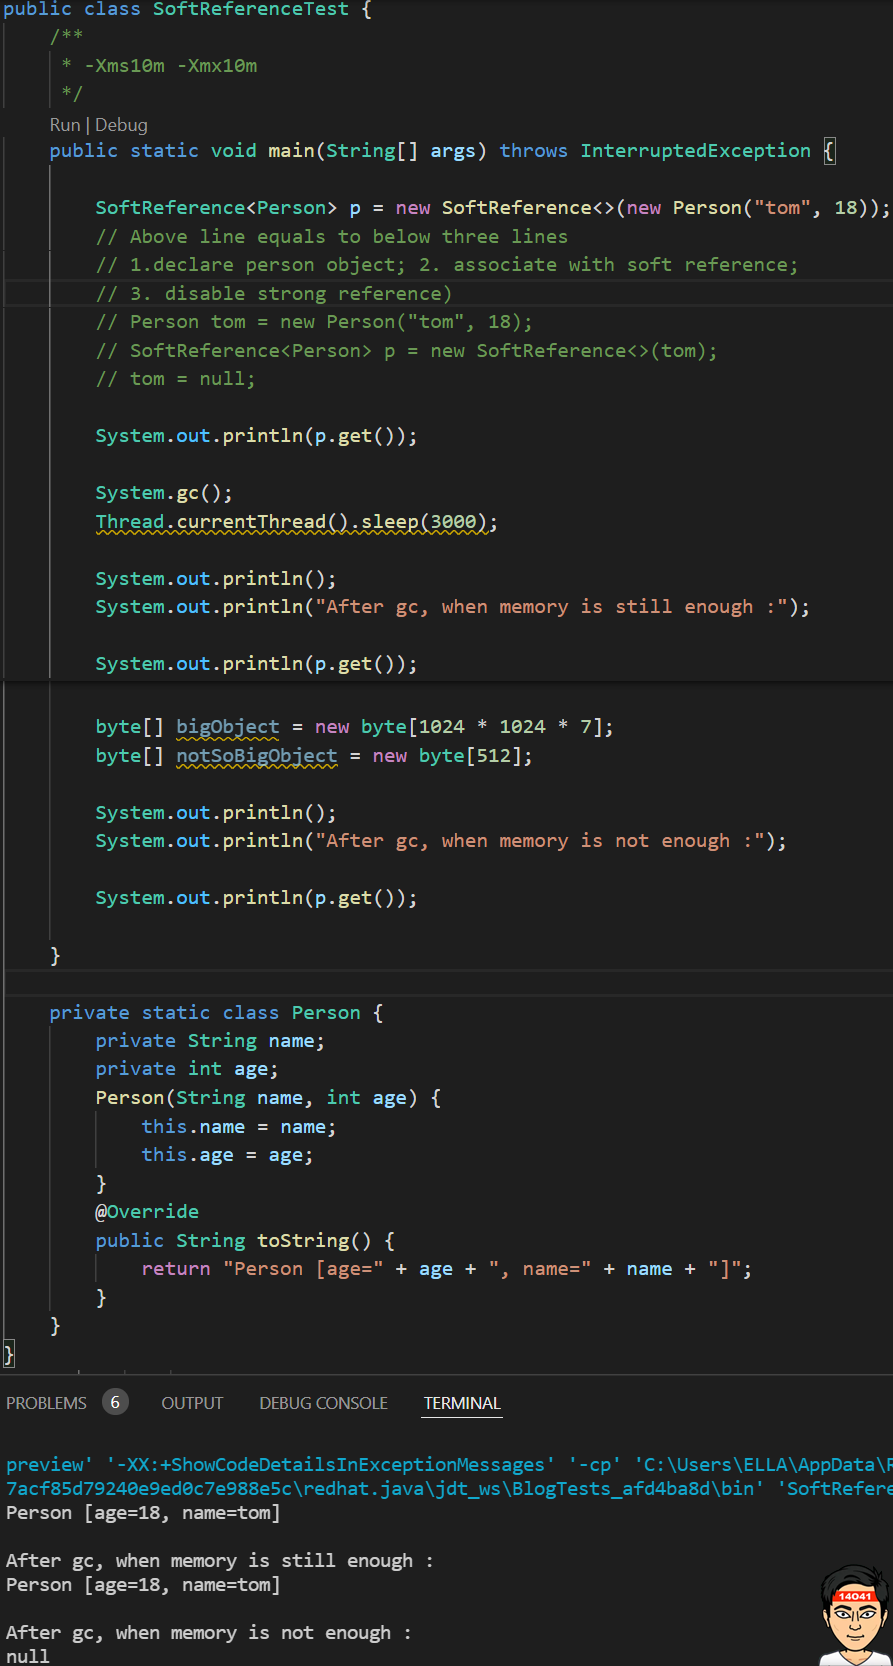 public class SoftReferenceTest {
/**
* -Xms10m -Xmx10m
*/
Run | Debug
public static void main(String[] args) throws InterruptedException {
SoftReference<Person> p = new SoftReference<>(new Person("tom", 18));
// Above line equals to below three lines
// 1.declare person object; 2. associate with soft reference;
// 3. disable strong reference)
// Person tom = new Person("tom", 18);
// SoftReference<Person> p = new SoftReference<>(tom);
// tom = null;
System.out.println(p.get());
System.gc();
Thread.currentThread().sleep(3000);
System.out.println();
System.out.println("After gc, when memory is still enough :");
System.out.println(p.get());
byte[] bigObject = new byte[1024 * 1024 * 7];
byte[] notSoBigObject = new byte[512];
System.out.println();
System.out.println("After gc, when memory is not enough :");
System.out.println(p.get());
}
private static class Person {
private String name;
private int age;
Person(String name, int age) {
this.name = name;
this.age = age;
}
@Override
public String toString() {
return "Person [age=" + age + ", name=" + name + "]";
}
}
}
PROBLEMS 6 OUTPUT DEBUG CONSOLE TERMINAL
preview' '-XX:+ShowCodeDetailsInExceptionMessages' '-cp' 'C:\Users\ELLA\AppData\R
7acf85d79240e9ed0c7e988e5c\redhat.java\jdt_ws\BlogTests_afd4ba8d\bin' 'SoftRefere
Person [age=18, name=tom]
After gc, when memory is still enough :
Person [age=18, name=tom]
After gc, when memory is not enough :
null
14041